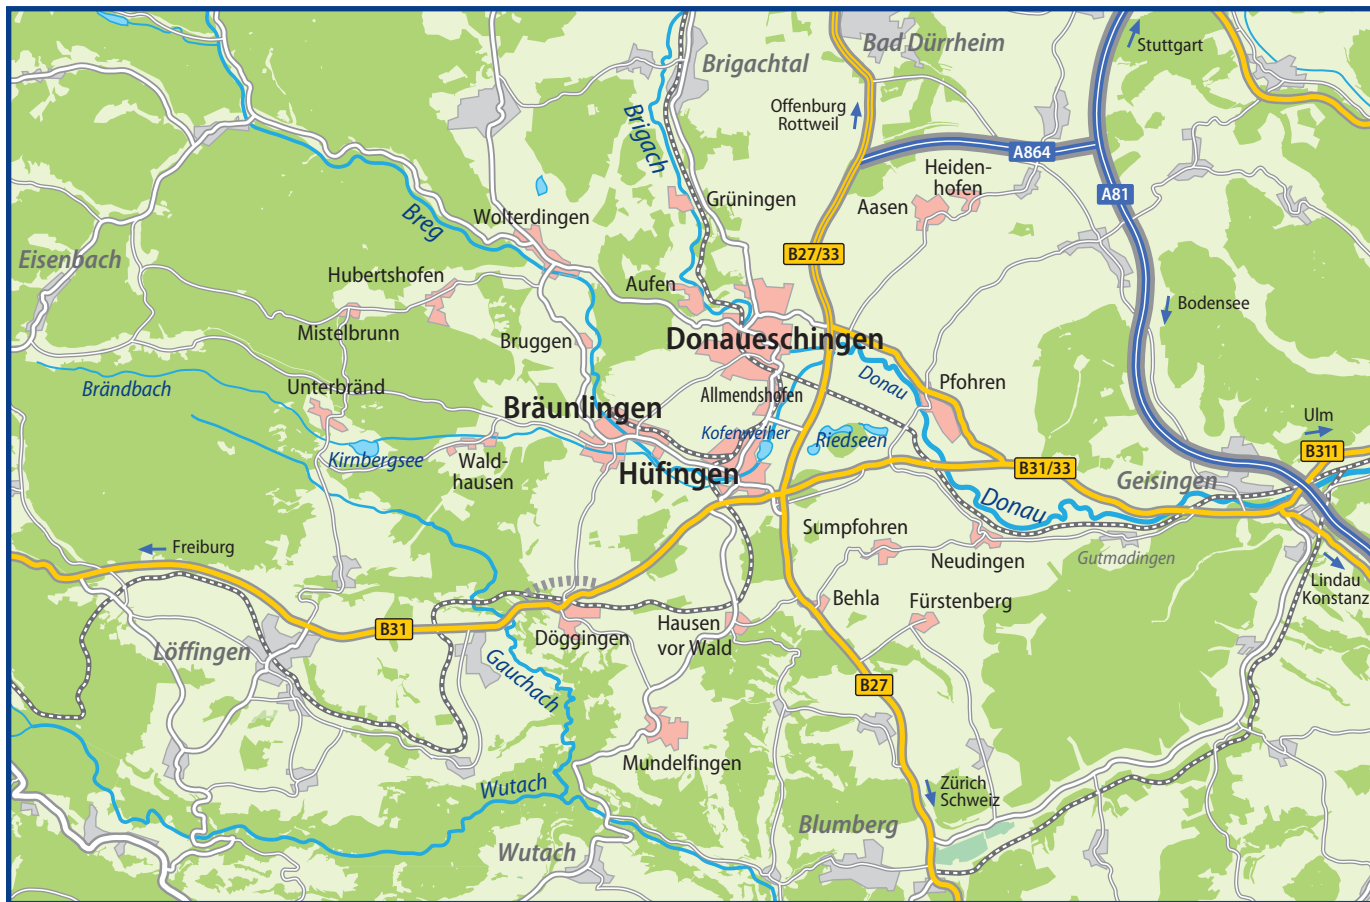 Bad Dürrheim
Stuttgart
Brigachtal
Offenburg
Rottweil
Brigach
A864
Heiden-
hofen
A81
Grüningen
Aasen
Wolterdingen
Breg
B27/33
Eisenbach
Hubertshofen
Aufen
Bodensee
Mistelbrunn
Bruggen
Donaueschingen
Donau
Brändbach
Unterbränd
Allmendshofen
Pfohren
Bräunlingen
Ulm
Kofenweiher
Riedseen
B311
Kirnbergsee
Wald-
hausen
Hüfingen
B31/33
Geisingen
Donau
Sumpfohren
Freiburg
Neudingen
Gutmadingen
Lindau
Konstanz
Behla
Fürstenberg
B31
Döggingen
Hausen
vor Wald
Löffingen
Gauchach
B27
Mundelfingen
Wutach
Zürich
Schweiz
Blumberg
Wutach